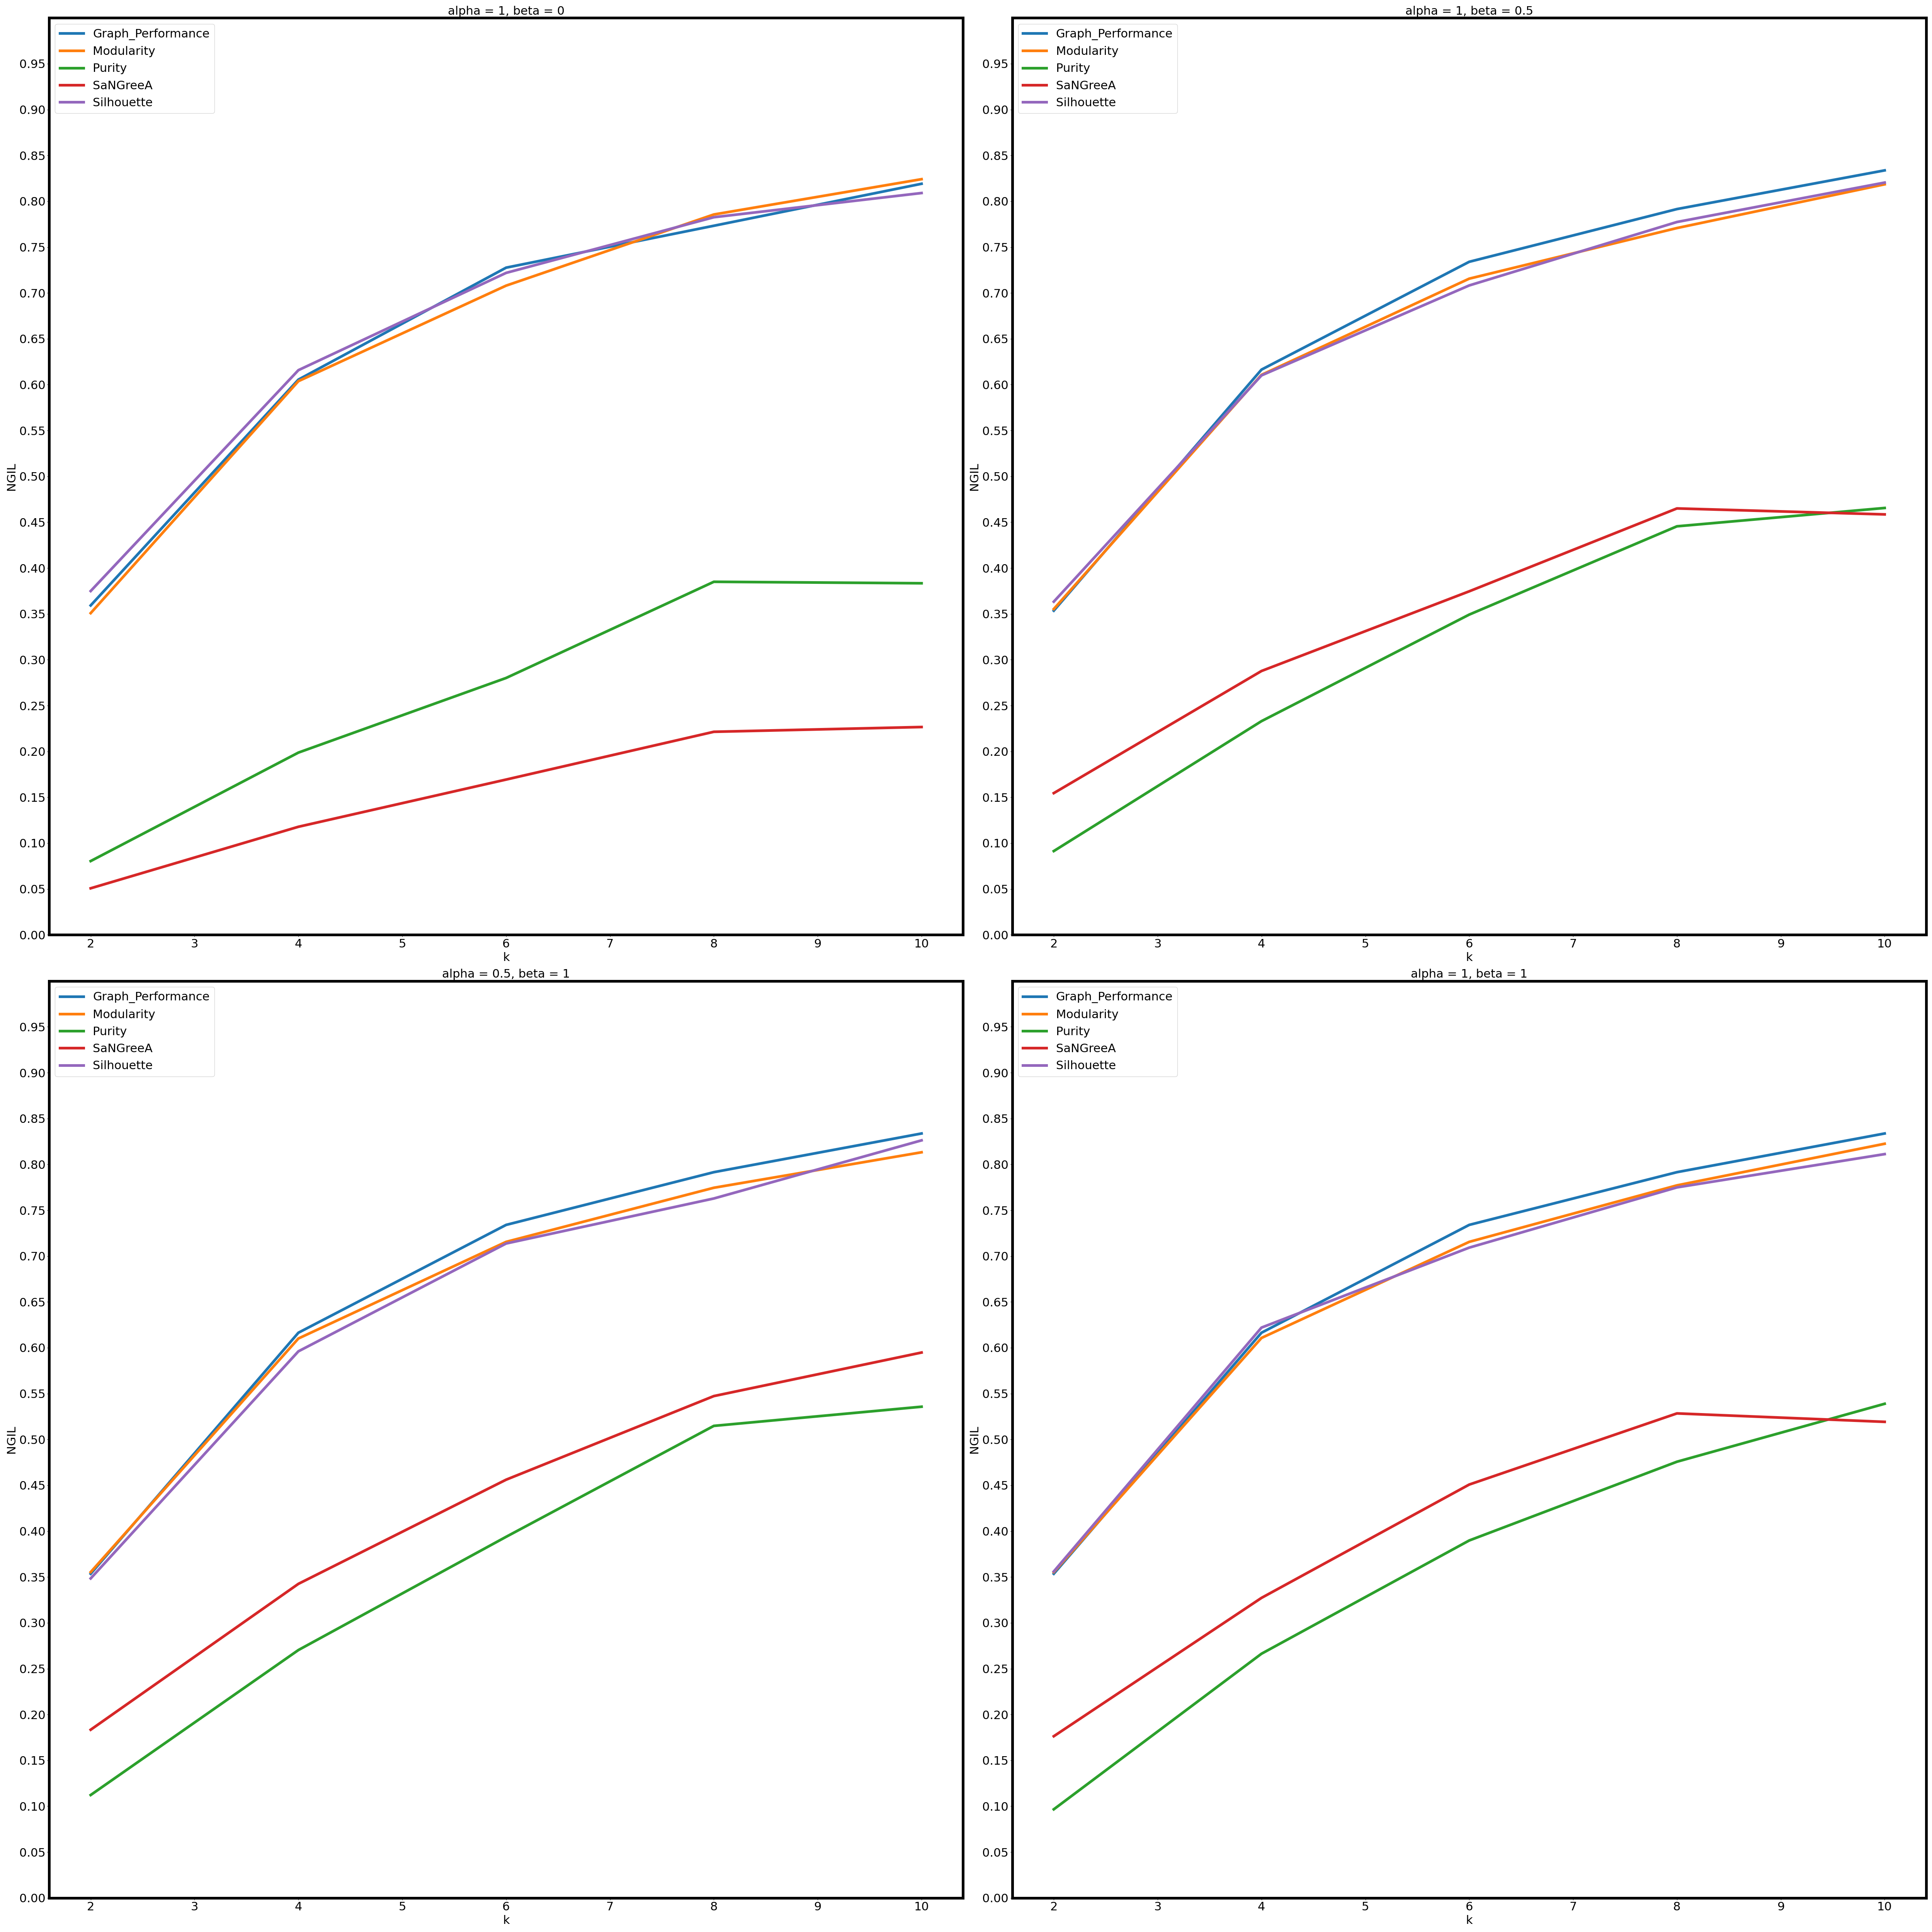 alpha = 1, beta = 0
Graph_Performance
Modularity
Purity
SaNGreeA
Silhouette
0.95
0.90
0.85
0.80
0.75
0.70
0.65
0.60
0.55
0.50
0.45
0.40
0.35
0.30
0.25
0.20
0.15
0.10
0.05
0.00
NGIL
2 3 4 5 6 7 8 9 10
k
alpha = 1, beta = 0.5
Graph_Performance
Modularity
Purity
SaNGreeA
Silhouette
0.95
0.90
0.85
0.80
0.75
0.70
0.65
0.60
0.55
0.50
0.45
0.40
0.35
0.30
0.25
0.20
0.15
0.10
0.05
0.00
NGIL
2 3 4 5 6 7 8 9 10
k
alpha = 0.5, beta = 1
Graph_Performance
Modularity
Purity
SaNGreeA
Silhouette
0.95
0.90
0.85
0.80
0.75
0.70
0.65
0.60
0.55
0.50
0.45
0.40
0.35
0.30
0.25
0.20
0.15
0.10
0.05
0.00
NGIL
2 3 4 5 6 7 8 9 10
k
alpha = 1, beta = 1
Graph_Performance
Modularity
Purity
SaNGreeA
Silhouette
0.95
0.90
0.85
0.80
0.75
0.70
0.65
0.60
0.55
0.50
0.45
0.40
0.35
0.30
0.25
0.20
0.15
0.10
0.05
0.00
NGIL
2 3 4 5 6 7 8 9 10
k